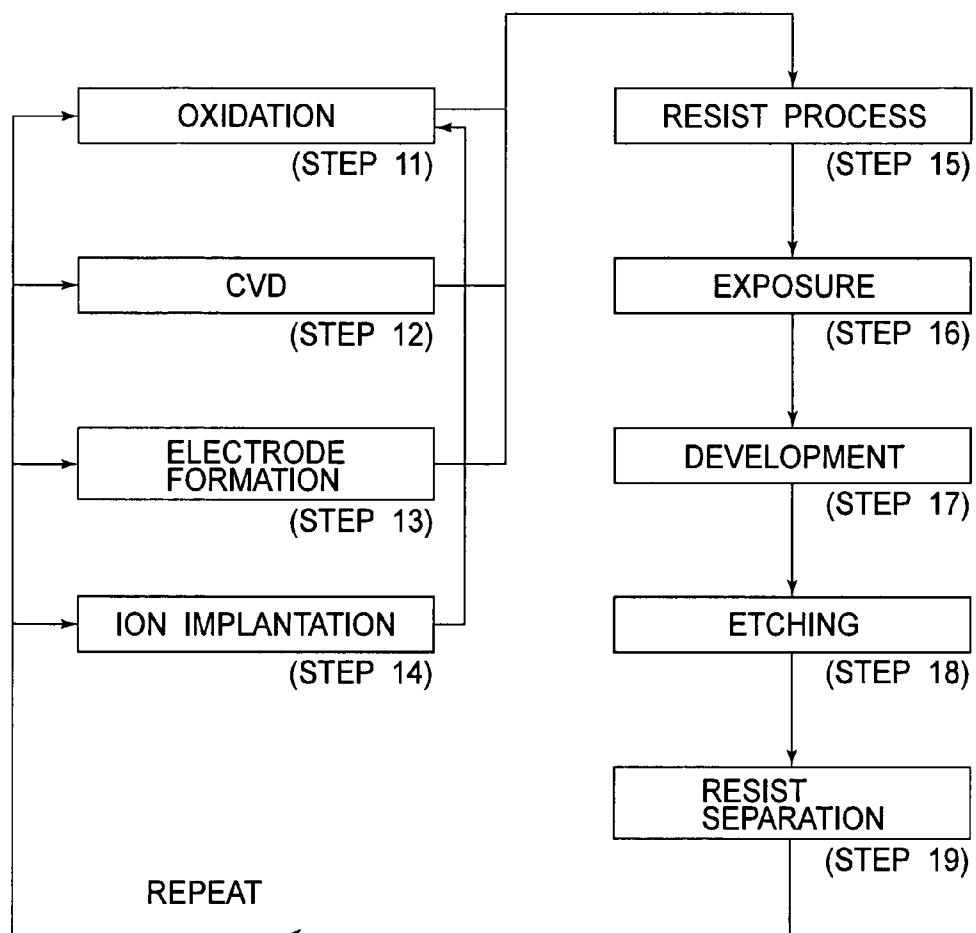 OXIDATION
(STEP 11)
CVD
(STEP 12)
ELECTRODE
FORMATION
(STEP 13)
ION IMPLANTATION
(STEP 14)
RESIST PROCESS
(STEP 15)
EXPOSURE
(STEP 16)
DEVELOPMENT
(STEP 17)
ETCHING
(STEP 18)
RESIST
SEPARATION
(STEP 19)
REPEAT